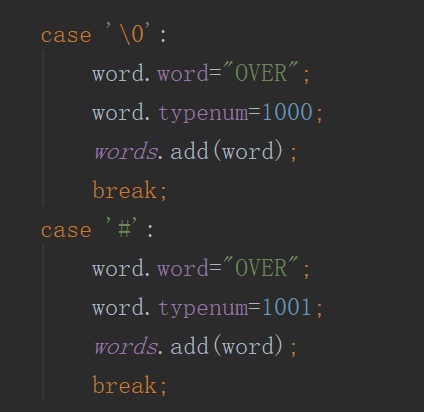 case '\0':
word.word="OVER";
word.typenum=1000;
words.add(word);
break;
case '#':
word.word="OVER";
word.typenum=1001;
words.add(word);
break;